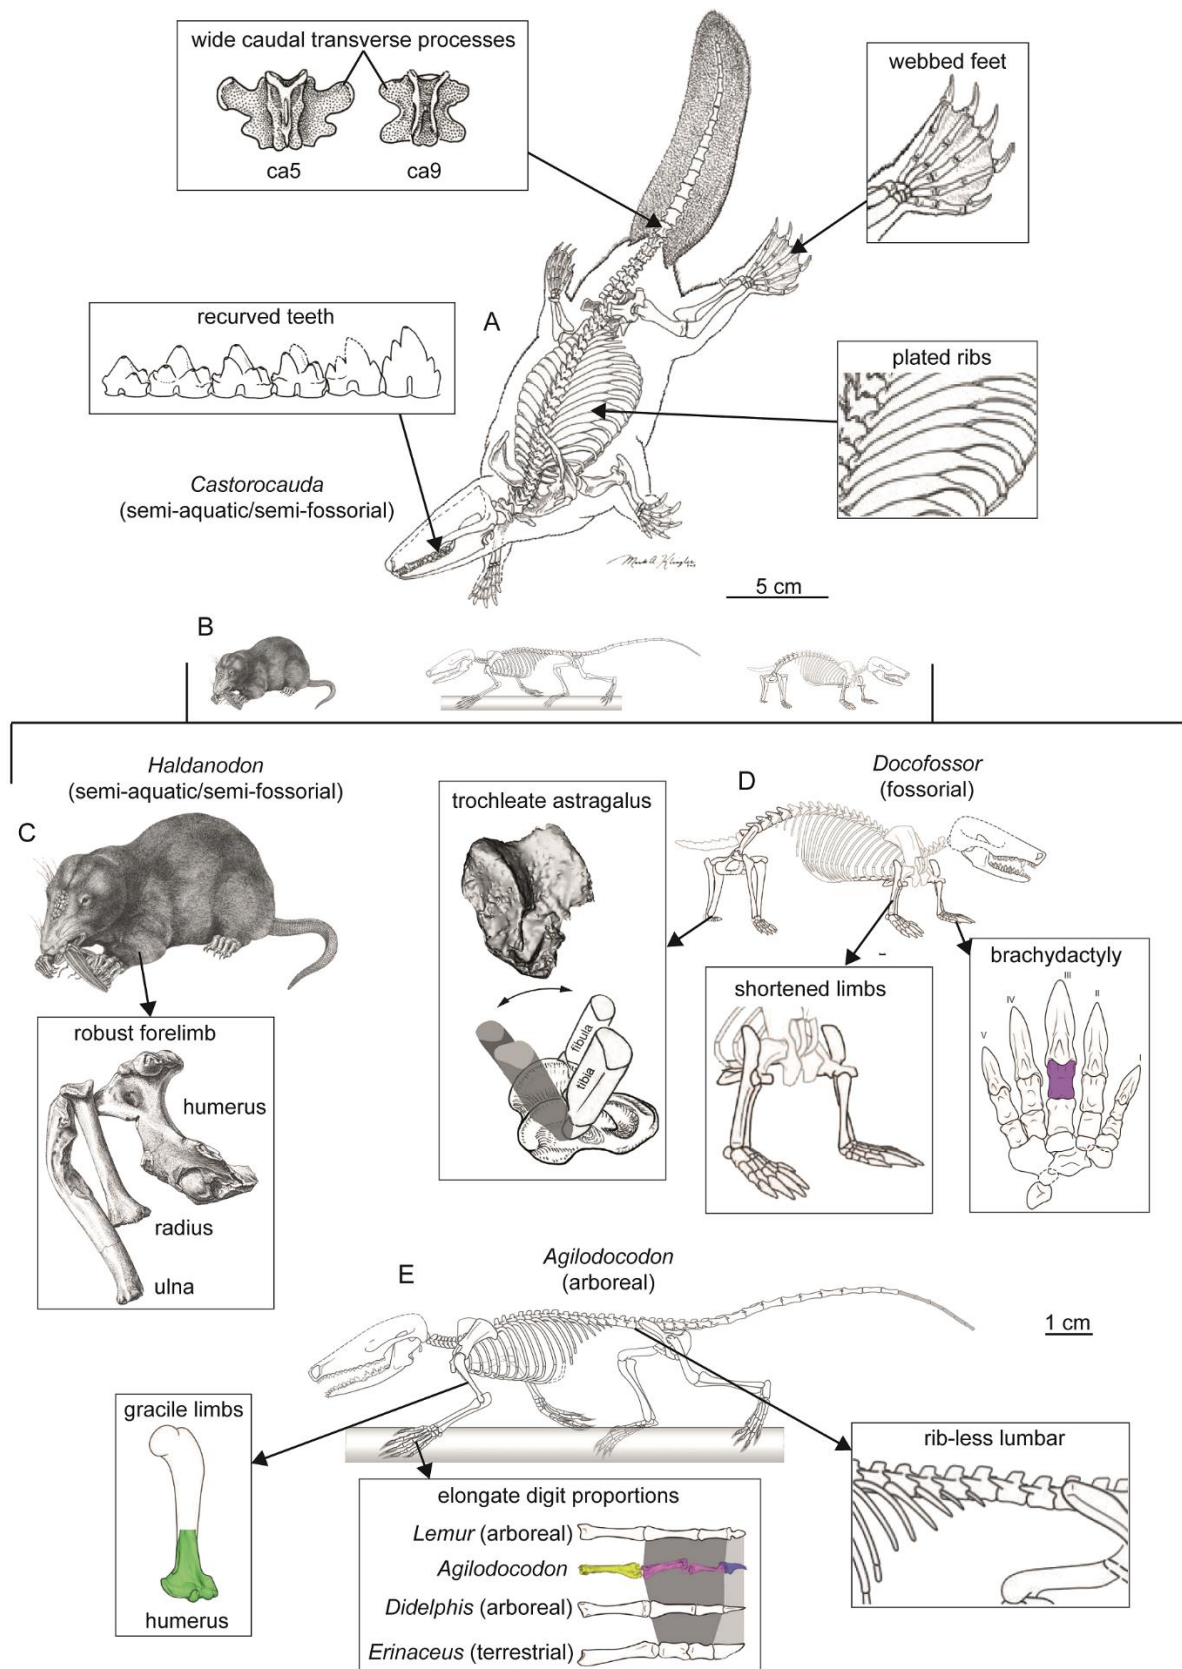 wide caudal transverse processes
ca5
ca9
webbed feet
recurved teeth
A
plated ribs
Castorocauda
(semi-aquatic/semi-fossorial)
Mark A. Klingler
5 cm
B
Haldanodon
(semi-aquatic/semi-fossorial)
C
trochleate astragalus
fibula
tibia
D
Docofossor
(fossorial)
shortened limbs
brachydactyly
III
IV
II
V
I
robust forelimb
humerus
radius
ulna
E
Agilodocodon
(arboreal)
1 cm
gracile limbs
humerus
elongate digit proportions
Lemur (arboreal)
Agilodocodon
Didelphis (arboreal)
Erinaceus (terrestrial)
rib-less lumbar